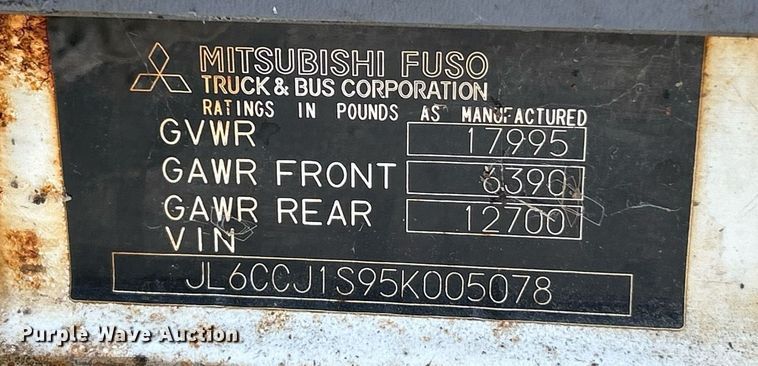 MITSUBISHI FUSO
TRUCK & BUS CORPORATION
RATINGS IN POUNDS AS MANUFACTURED
GVWR 17995
GAWR FRONT 6390
GAWR REAR 12700
VIN
JL6CCJ1S95K005078
Purple Wave Auction